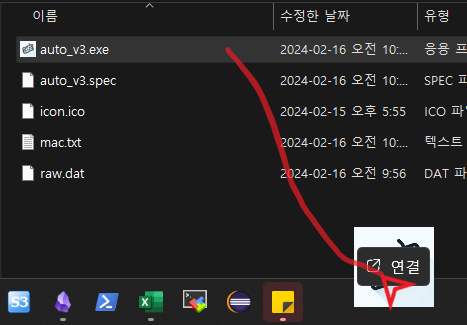 이름 수정한 날짜 유형
auto_v3.exe 2024-02-16 오전 10:... 응용 프
auto_v3.spec 2024-02-16 오전 10:... SPEC 파
icon.ico 2024-02-15 오후 5:55 ICO 파일
mac.txt 2024-02-16 오전 10:... 텍스트
raw.dat 2024-02-16 오전 9:56 DAT 파
연결
S3